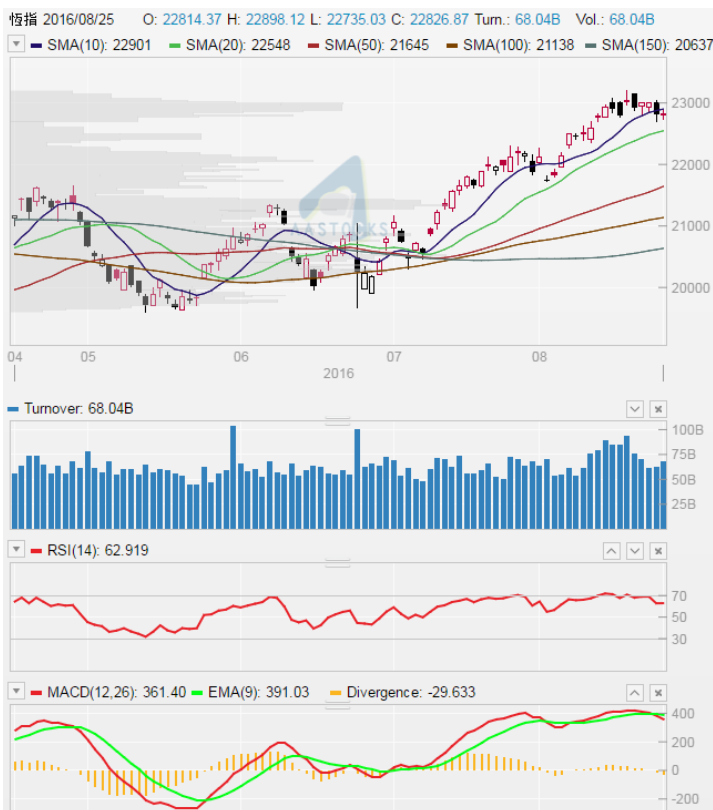 恆指 2016/08/25 O: 22814.37 H: 22898.12 L: 22735.03 C: 22826.87 Turn.: 68.04B Vol.: 68.04B
SMA(10): 22901 SMA(20): 22548 SMA(50): 21645 SMA(100): 21138 SMA(150): 20637
23000
22000
21000
20000
AASTOCKS
04 05 06 07 08
2016
Turnover: 68.04B
100B
75B
50B
25B
RSI(14): 62.919
70
50
30
MACD(12,26): 361.40 EMA(9): 391.03 Divergence: -29.633
400
200
0
-200